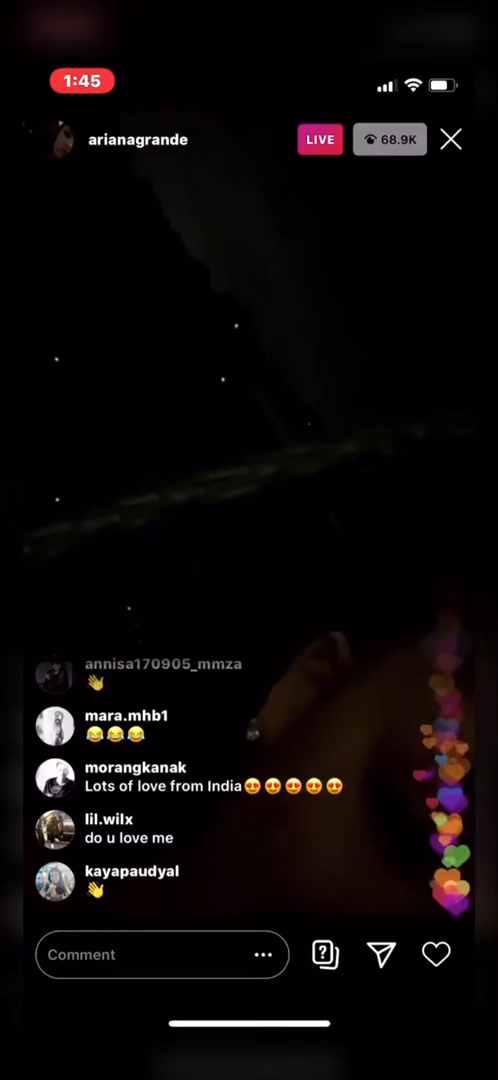 1:45
arianagrande
LIVE
68.9K
annisa170905_mmza
👋
mara.mhb1
😂😂😂
morangkanak
Lots of love from India😍😍😍😍😍
lil.wilx
do u love me
kayapaudyal
👋
Comment